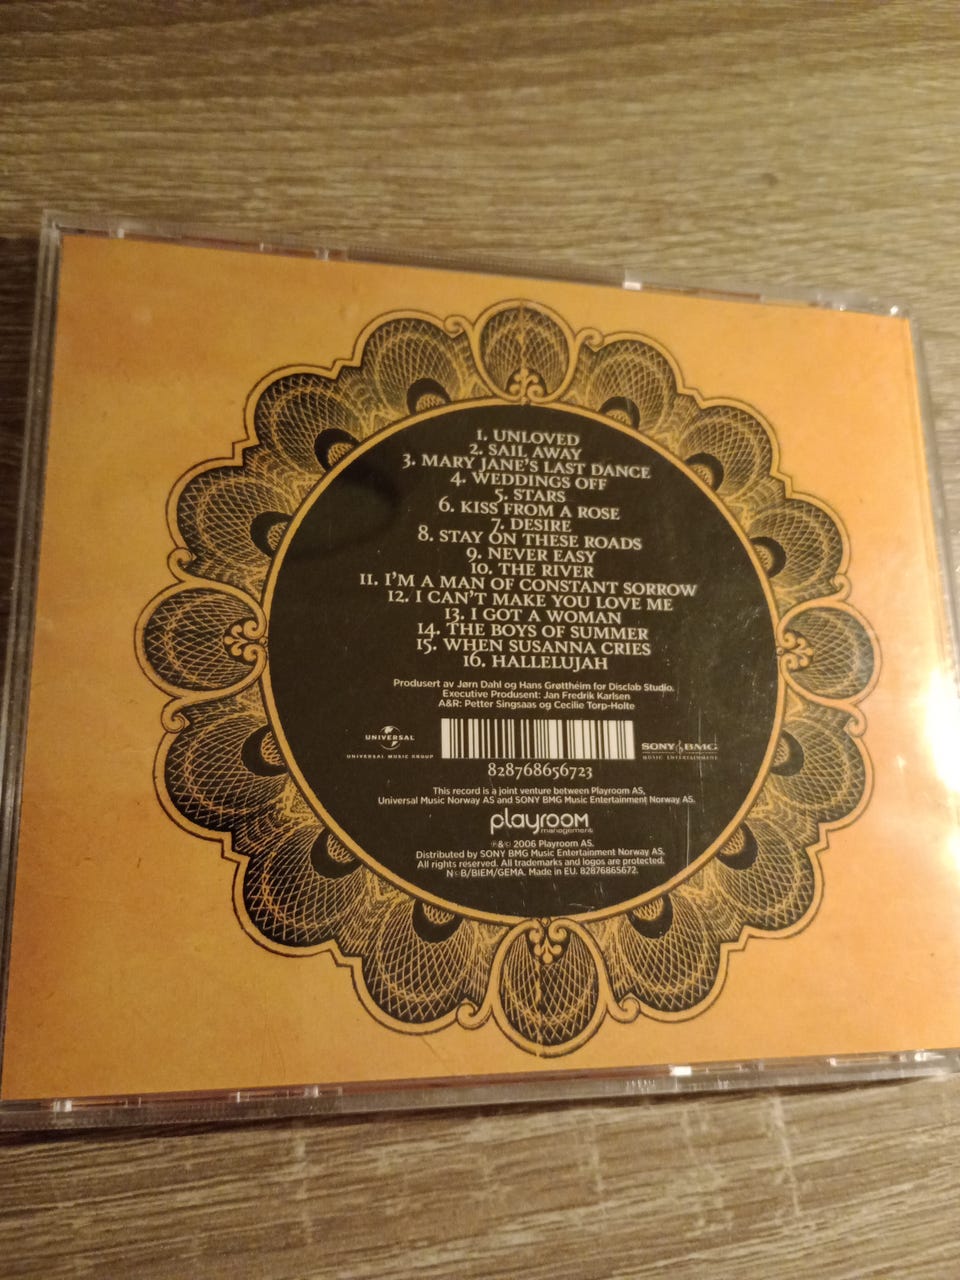 1. UNLOVED
2. SAIL AWAY
3. MARY JANE'S LAST DANCE
4. WEDDINGS OFF
5. STARS
6. KISS FROM A ROSE
7. DESIRE
8. STAY ON THESE ROADS
9. NEVER EASY
10. THE RIVER
11. I'M A MAN OF CONSTANT SORROW
12. I CAN'T MAKE YOU LOVE ME
13. I GOT A WOMAN
14. THE BOYS OF SUMMER
15. WHEN SUSANNA CRIES
16. HALLELUJAH
Produsert av Jørn Dahl og Hans Grøttheim for Disclab Studio.
Executive Produsent: Jan Fredrik Karlsen
A&R: Petter Singsaas og Cecilie Torp-Holte
UNIVERSAL
UNIVERSAL MUSIC GROUP
SONY BMG
MUSIC ENTERTAINMENT
828768656723
This record is a joint venture between Playroom AS,
Universal Music Norway AS and SONY BMG Music Entertainment Norway AS.
playroom
management
℗&© 2006 Playroom AS.
Distributed by SONY BMG Music Entertainment Norway AS.
All rights reserved. All trademarks and logos are protected.
N©B/BIEM/GEMA. Made in EU. 82876865672.